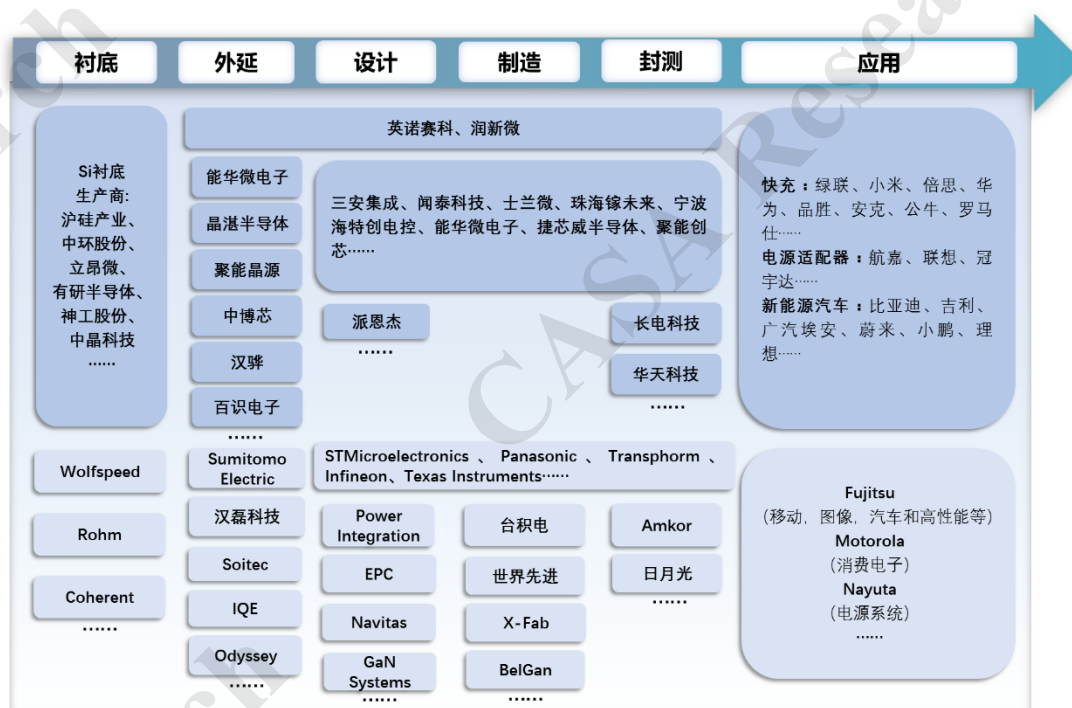 衬底
外延
设计
制造
封测
应用
英诺赛科、润新微
Si衬底
生产商:
沪硅产业、
中环股份、
立昂微、
有研半导体、
神工股份、
中晶科技
......
能华微电子
晶湛半导体
聚能晶源
中博芯
汉骅
百识电子
......
三安集成、闻泰科技、士兰微、珠海镓未来、宁波
海特创电控、能华微电子、捷芯威半导体、聚能创
芯......
派恩杰
......
长电科技
华天科技
......
快充：绿联、小米、倍思、华
为、品胜、安克、公牛、罗马
仕......
电源适配器：航嘉、联想、冠
宇达......
新能源汽车：比亚迪、吉利、
广汽埃安、蔚来、小鹏、理
想......
Wolfspeed
Rohm
Coherent
......
Sumitomo
Electric
汉磊科技
Soitec
IQE
Odyssey
......
STMicroelectronics 、 Panasonic 、 Transphorm 、
Infineon、Texas Instruments......
Power
Integration
EPC
Navitas
GaN
Systems
......
台积电
世界先进
X-Fab
BelGan
......
Amkor
日月光
......
Fujitsu
（移动，图像，汽车和高性能等）
Motorola
（消费电子）
Nayuta
（电源系统）
......
CASA Research